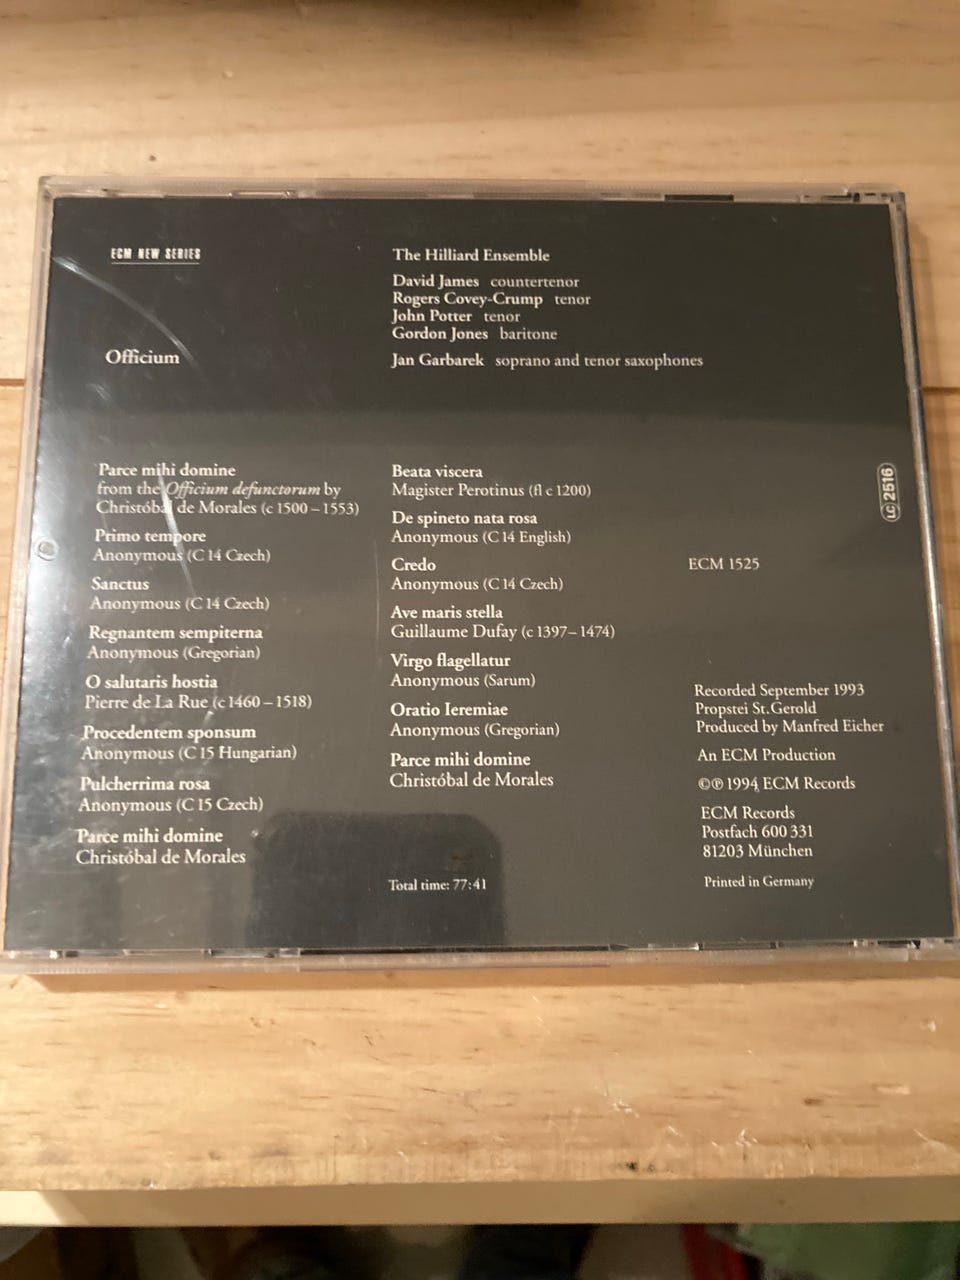 ECM NEW SERIES
Officium
The Hilliard Ensemble
David James countertenor
Rogers Covey-Crump tenor
John Potter tenor
Gordon Jones baritone
Jan Garbarek soprano and tenor saxophones
Parce mihi domine
from the Officium defunctorum by
Christóbal de Morales (c 1500 – 1553)
Primo tempore
Anonymous (C 14 Czech)
Sanctus
Anonymous (C 14 Czech)
Regnantem sempiterna
Anonymous (Gregorian)
O salutaris hostia
Pierre de La Rue (c 1460 – 1518)
Procedentem sponsum
Anonymous (C 15 Hungarian)
Pulcherrima rosa
Anonymous (C 15 Czech)
Parce mihi domine
Christóbal de Morales
Beata viscera
Magister Perotinus (fl c 1200)
De spineto nata rosa
Anonymous (C 14 English)
Credo
Anonymous (C 14 Czech)
Ave maris stella
Guillaume Dufay (c 1397 – 1474)
Virgo flagellatur
Anonymous (Sarum)
Oratio Ieremiae
Anonymous (Gregorian)
Parce mihi domine
Christóbal de Morales
Total time: 77:41
LC 2516
ECM 1525
Recorded September 1993
Propstei St. Gerold
Produced by Manfred Eicher
An ECM Production
©℗ 1994 ECM Records
ECM Records
Postfach 600 331
81203 München
Printed in Germany